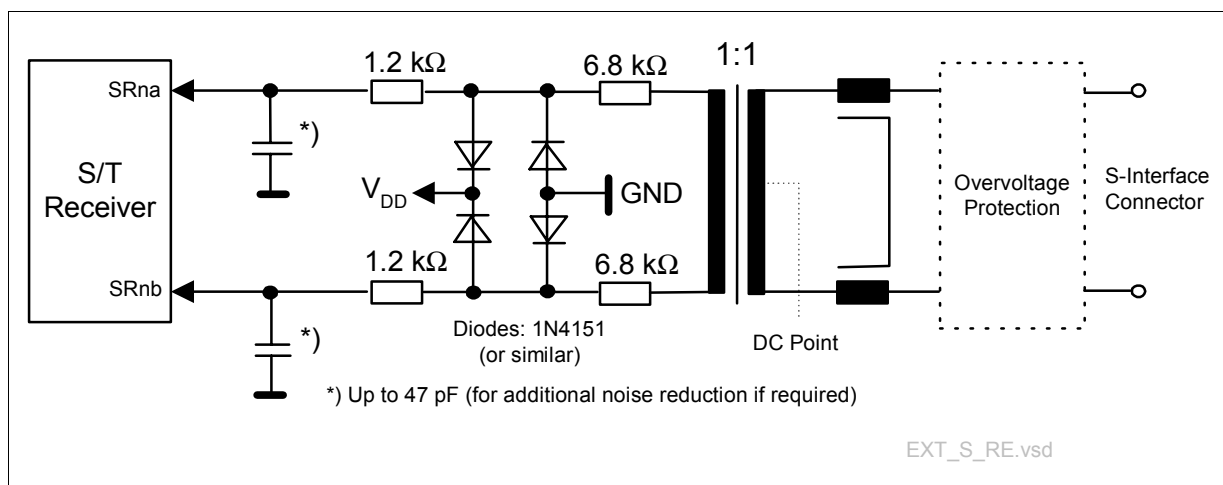 1.2 kΩ
6.8 kΩ
1:1
SRna
*)
S/T
Receiver
V_DD
GND
Overvoltage
Protection
S-Interface
Connector
1.2 kΩ
6.8 kΩ
SRnb
*)
Diodes: 1N4151
(or similar)
DC Point
*) Up to 47 pF (for additional noise reduction if required)
EXT_S_RE.vsd